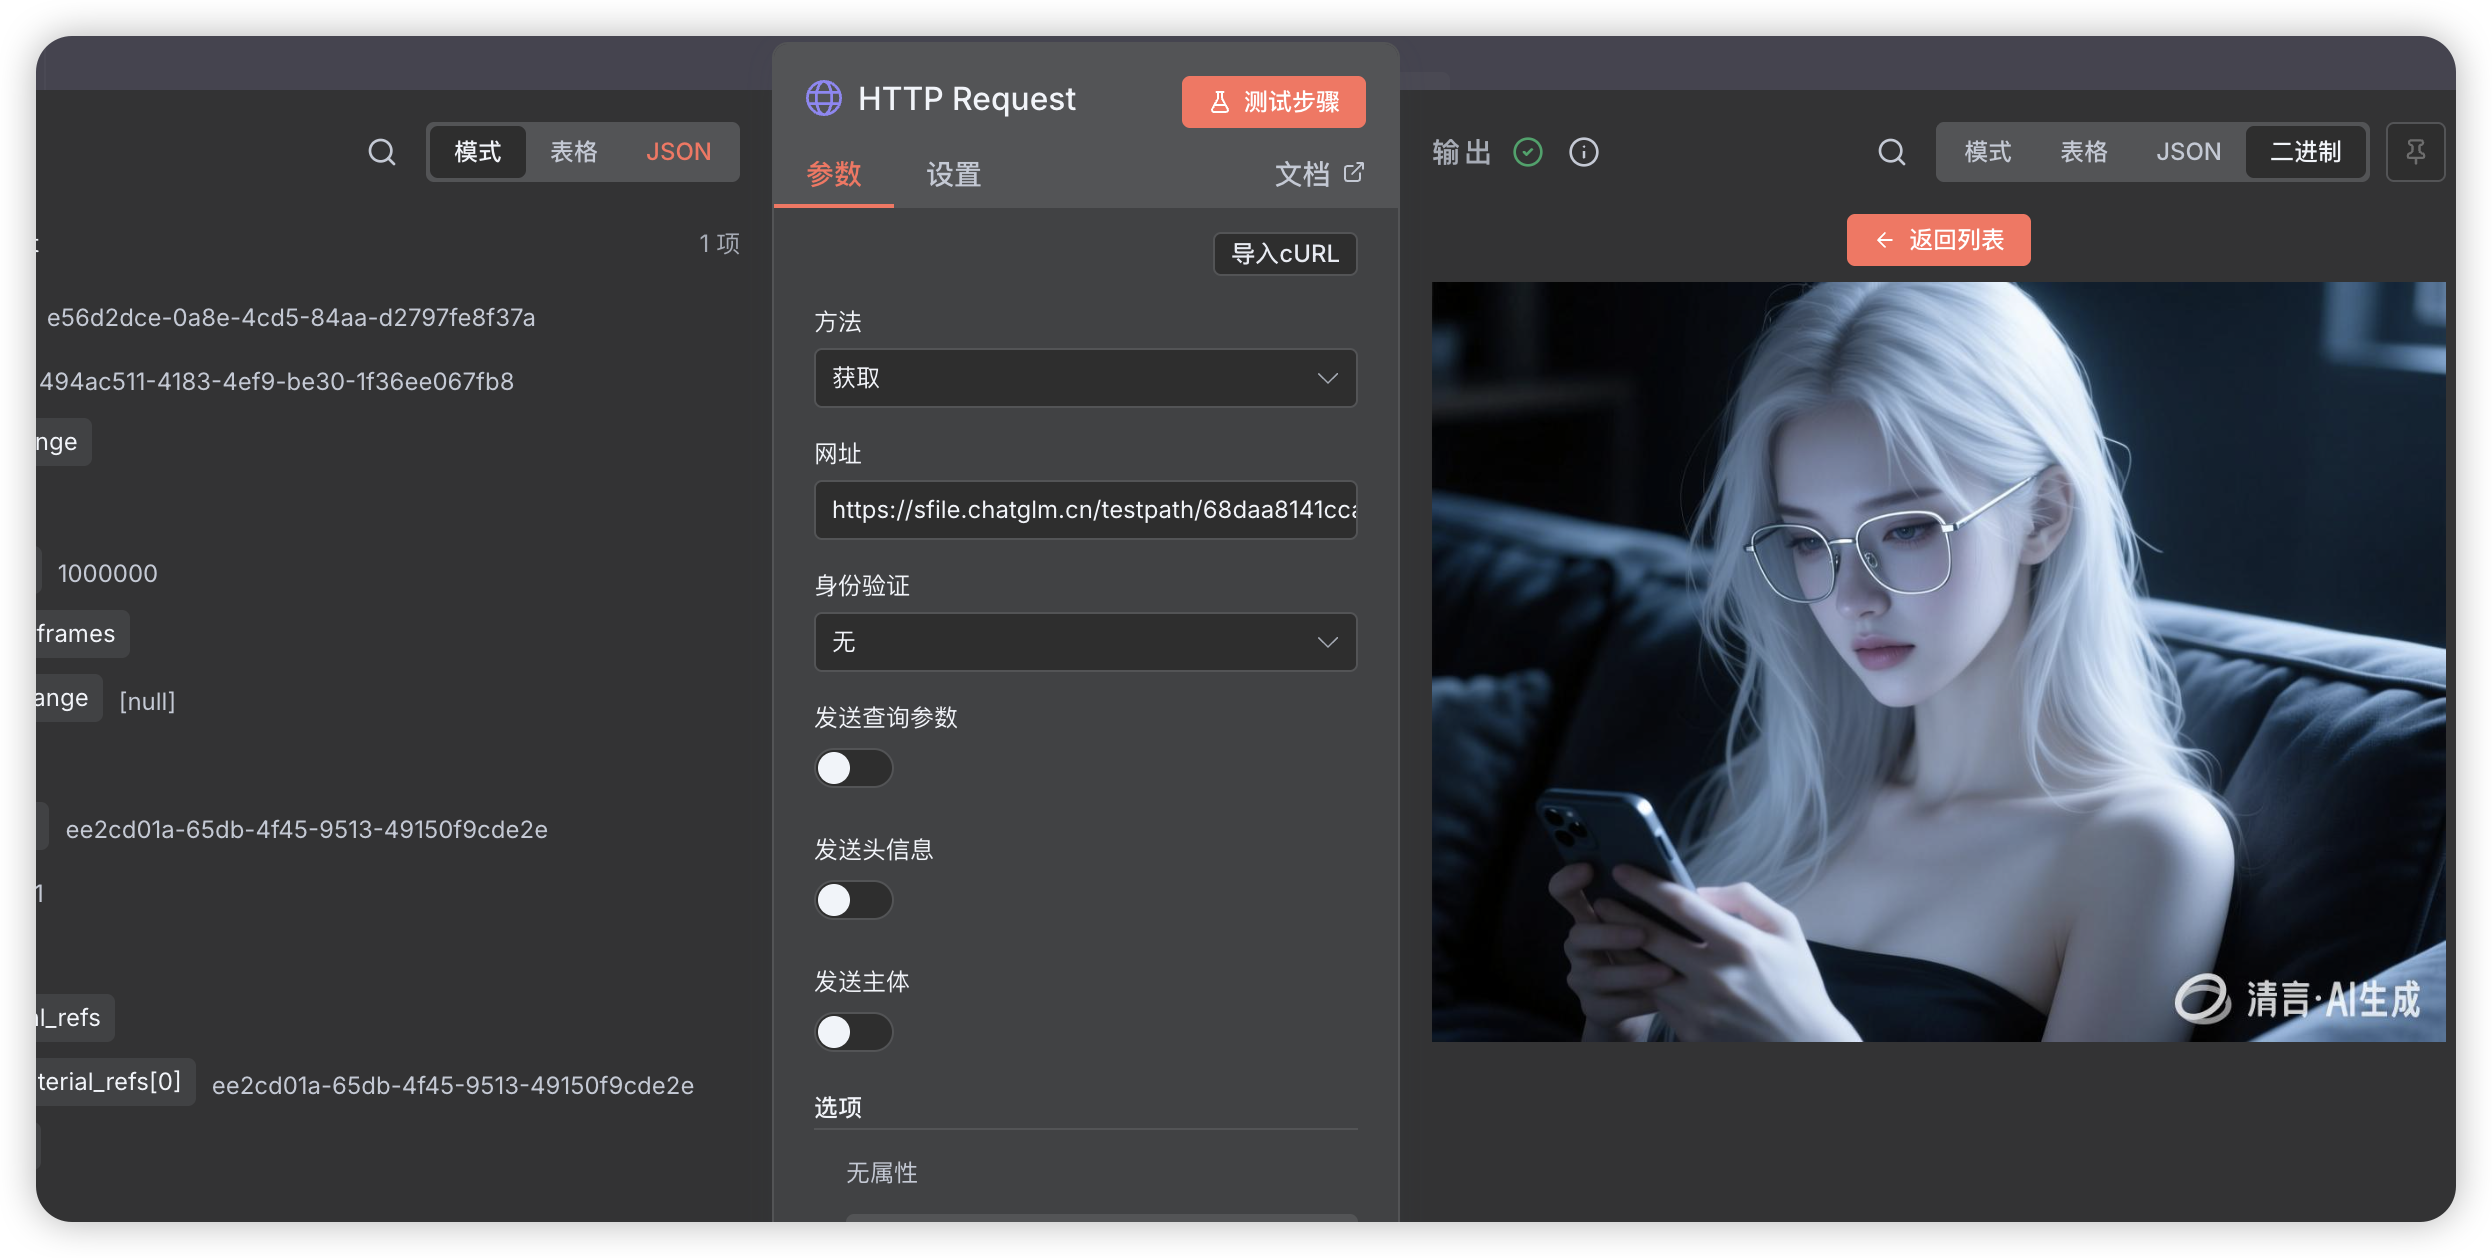 模式
表格
JSON
1 项
e56d2dce-0a8e-4cd5-84aa-d2797fe8f37a
494ac511-4183-4ef9-be30-1f36ee067fb8
nge
1000000
frames
ange [null]
ee2cd01a-65db-4f45-9513-49150f9cde2e
1
al_refs
terial_refs[0] ee2cd01a-65db-4f45-9513-49150f9cde2e
HTTP Request
测试步骤
参数
设置
文档
导入cURL
方法
获取
网址
https://sfile.chatglm.cn/testpath/68daa8141cca
身份验证
无
发送查询参数
发送头信息
发送主体
选项
无属性
输出
模式
表格
JSON
二进制
返回列表
清言·AI生成